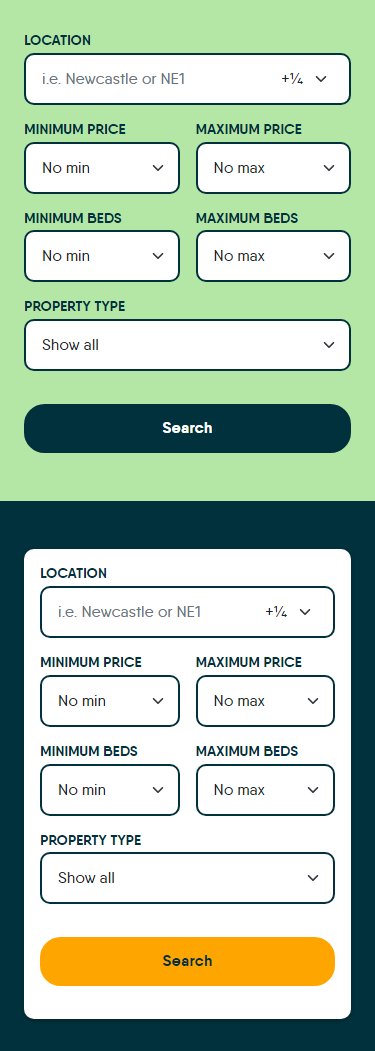 LOCATION
i.e. Newcastle or NE1 +¼
MINIMUM PRICE MAXIMUM PRICE
No min No max
MINIMUM BEDS MAXIMUM BEDS
No min No max
PROPERTY TYPE
Show all
Search
LOCATION
i.e. Newcastle or NE1 +¼
MINIMUM PRICE MAXIMUM PRICE
No min No max
MINIMUM BEDS MAXIMUM BEDS
No min No max
PROPERTY TYPE
Show all
Search